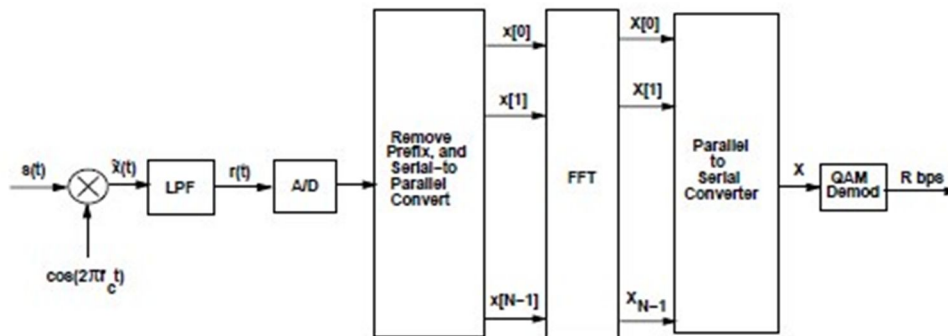 s(t)
cos(2πf_c t)
x̂(t)
LPF
r(t)
A/D
Remove
Prefix, and
Serial-to
Parallel
Convert
x[0]
x[1]
x[N-1]
FFT
X[0]
X[1]
X_{N-1}
Parallel
to
Serial
Converter
X
QAM
Demod
R bps